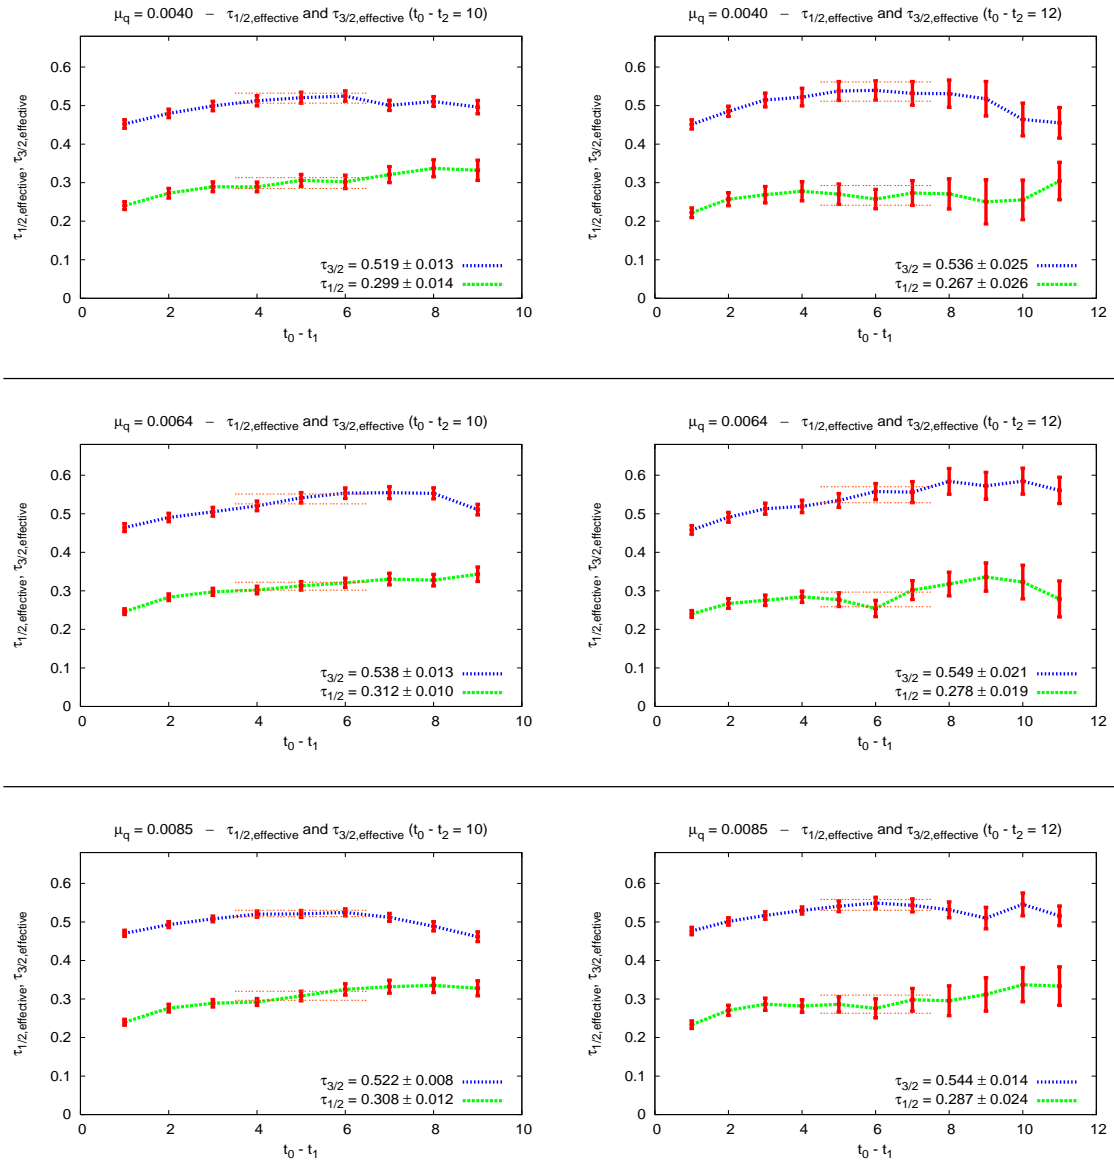 μq = 0.0040 – τ1/2,effective and τ3/2,effective (t0 - t2 = 10)
τ1/2,effective, τ3/2,effective
0.6
0.5
0.4
0.3
0.2
0.1
0
τ3/2 = 0.519 ± 0.013
τ1/2 = 0.299 ± 0.014
0 2 4 6 8 10
t0 - t1
μq = 0.0040 – τ1/2,effective and τ3/2,effective (t0 - t2 = 12)
τ1/2,effective, τ3/2,effective
0.6
0.5
0.4
0.3
0.2
0.1
0
τ3/2 = 0.536 ± 0.025
τ1/2 = 0.267 ± 0.026
0 2 4 6 8 10 12
t0 - t1
μq = 0.0064 – τ1/2,effective and τ3/2,effective (t0 - t2 = 10)
τ1/2,effective, τ3/2,effective
0.6
0.5
0.4
0.3
0.2
0.1
0
τ3/2 = 0.538 ± 0.013
τ1/2 = 0.312 ± 0.010
0 2 4 6 8 10
t0 - t1
μq = 0.0064 – τ1/2,effective and τ3/2,effective (t0 - t2 = 12)
τ1/2,effective, τ3/2,effective
0.6
0.5
0.4
0.3
0.2
0.1
0
τ3/2 = 0.549 ± 0.021
τ1/2 = 0.278 ± 0.019
0 2 4 6 8 10 12
t0 - t1
μq = 0.0085 – τ1/2,effective and τ3/2,effective (t0 - t2 = 10)
τ1/2,effective, τ3/2,effective
0.6
0.5
0.4
0.3
0.2
0.1
0
τ3/2 = 0.522 ± 0.008
τ1/2 = 0.308 ± 0.012
0 2 4 6 8 10
t0 - t1
μq = 0.0085 – τ1/2,effective and τ3/2,effective (t0 - t2 = 12)
τ1/2,effective, τ3/2,effective
0.6
0.5
0.4
0.3
0.2
0.1
0
τ3/2 = 0.544 ± 0.014
τ1/2 = 0.287 ± 0.024
0 2 4 6 8 10 12
t0 - t1